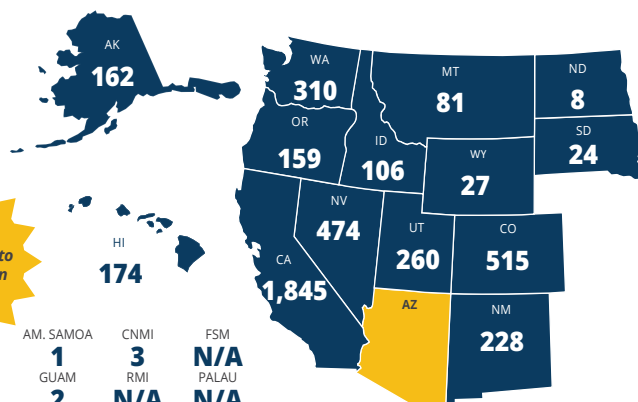 AK
162
WA
310
MT
81
ND
8
OR
159
ID
106
SD
24
WY
27
NV
474
UT
260
CO
515
CA
1,845
AZ
NM
228
HI
174
to
n
AM. SAMOA CNMI FSM
1 3 N/A
GUAM RMI PALAU
2 N/A N/A